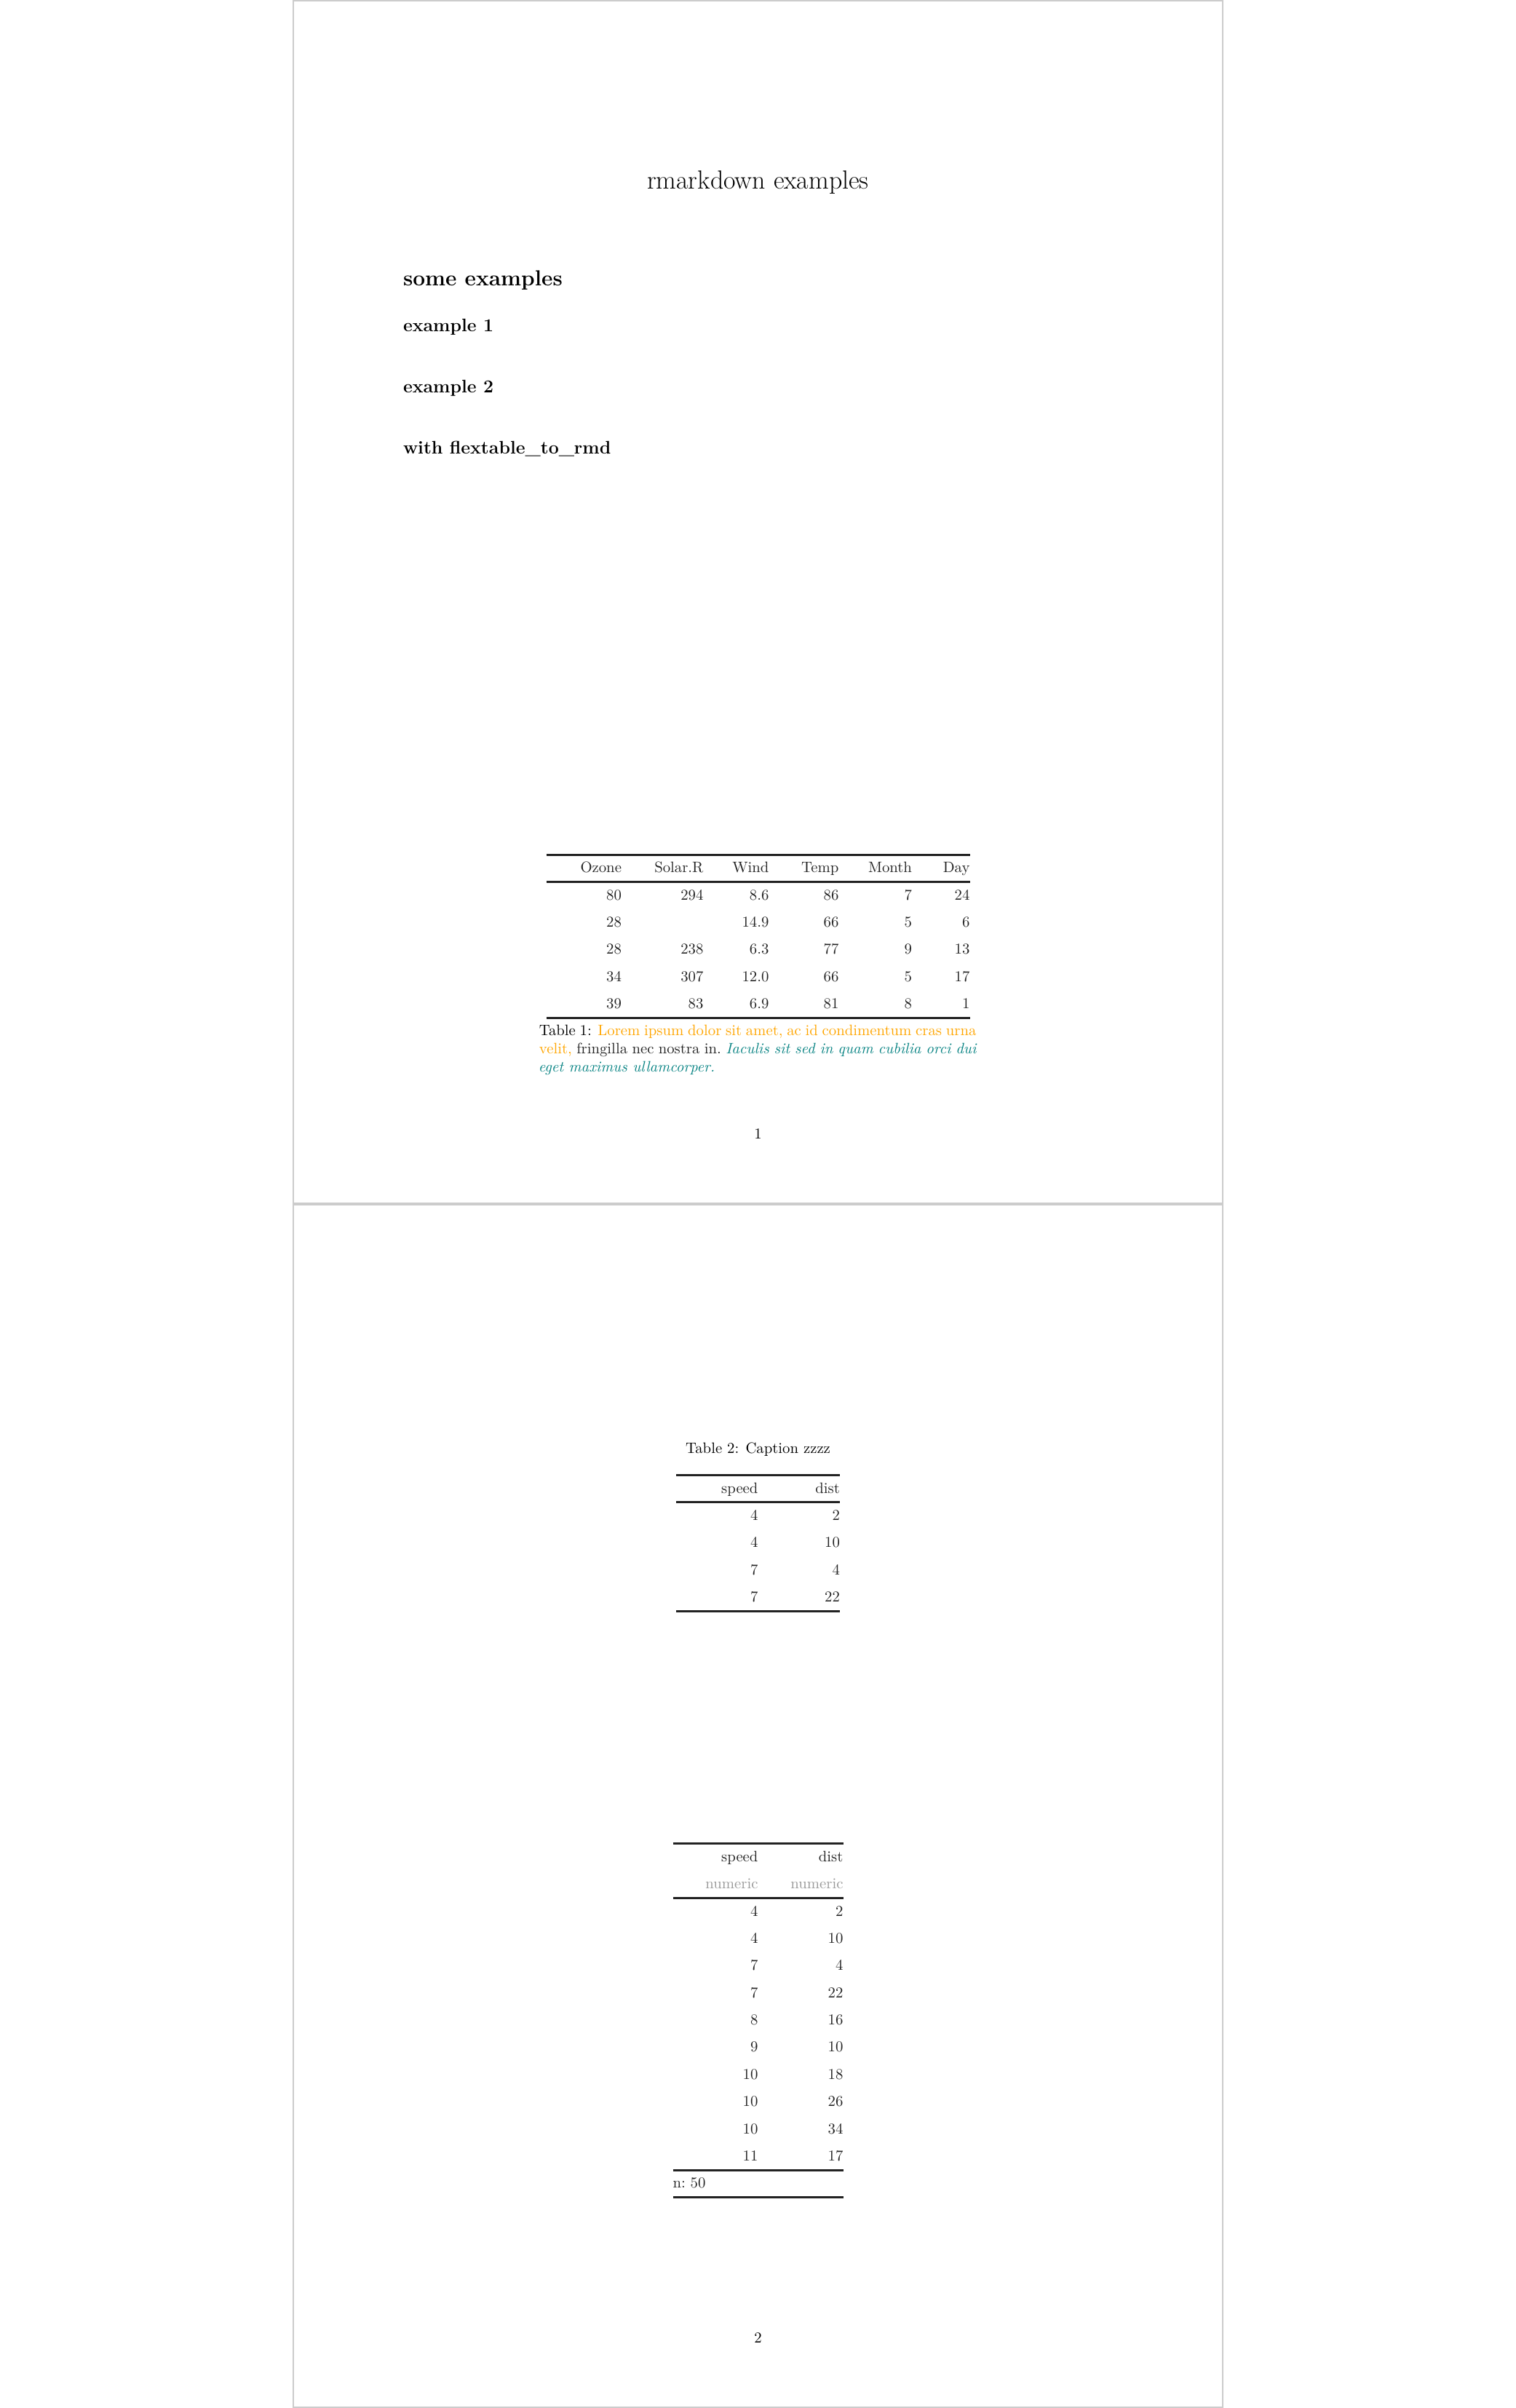 rmarkdown examples
some examples
example 1
example 2
with flextable_to_rmd
Ozone Solar.R Wind Temp Month Day
80 294 8.6 86 7 24
28 14.9 66 5 6
28 238 6.3 77 9 13
34 307 12.0 66 5 17
39 83 6.9 81 8 1
Table 1: Lorem ipsum dolor sit amet, ac id condimentum cras urna
velit, fringilla nec nostra in. Iaculis sit sed in quam cubilia orci dui
eget maximus ullamcorper.
1
Table 2: Caption zzzz
speed dist
4 2
4 10
7 4
7 22
speed dist
numeric numeric
4 2
4 10
7 4
7 22
8 16
9 10
10 18
10 26
10 34
11 17
n: 50
2